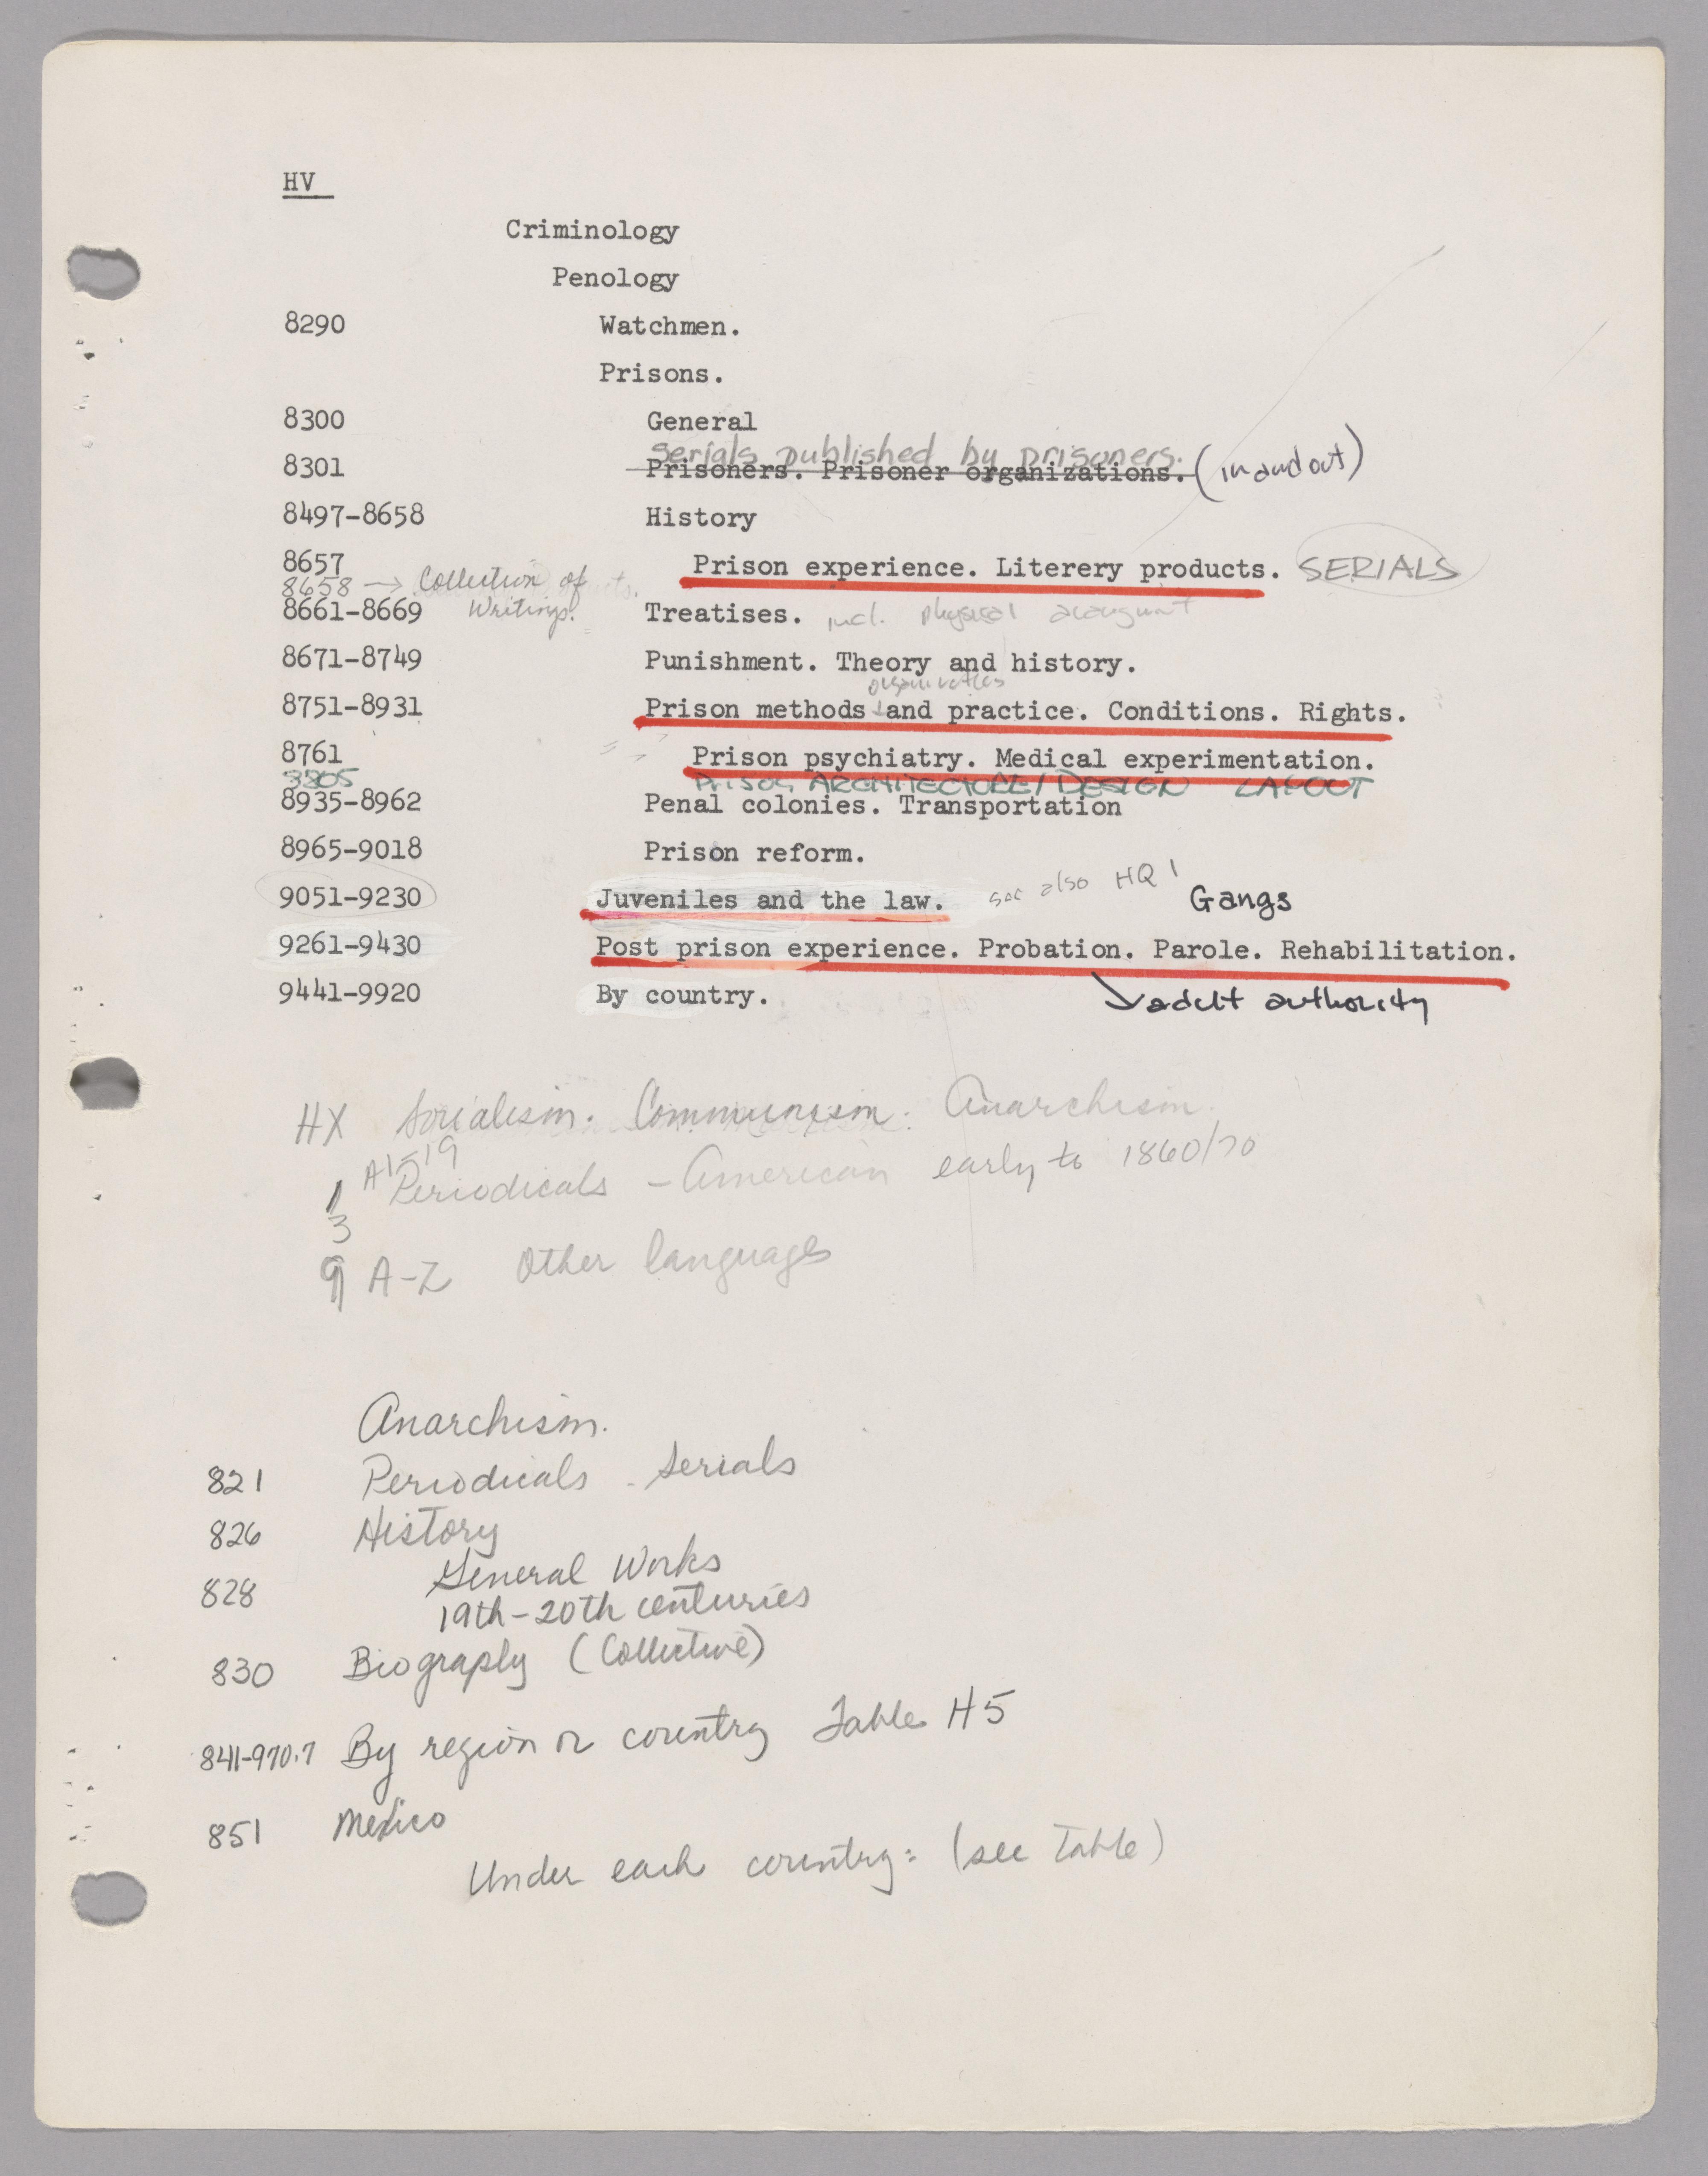 HV
Criminology
Penology
8290 Watchmen.
Prisons.
8300 General
serials published by prisoners.
8301 Prisoners. Prisoner organizations. (in and out)
8497-8658 History
8657 Prison experience. Literery products. SERIALS
8658 → Collection of
Writings.
8661-8669 Treatises. incl. physical
8671-8749 Punishment. Theory and history.
organization
8751-8931 Prison methods and practice. Conditions. Rights.
8761 Prison psychiatry. Medical experimentation.
8805 Prison ARCHITECTURE/DESIGN LAYOUT
8935-8962 Penal colonies. Transportation
8965-9018 Prison reform.
9051-9230 Juveniles and the law. see also HQ 1 Gangs
9261-9430 Post prison experience. Probation. Parole. Rehabilitation.
9441-9920 By country. adult authority
HX Socialism. Communism. Anarchism.
A1-19
1 Periodicals - American early to 1860/70
3
9 A-Z Other languages
Anarchism.
821 Periodicals - Serials
826 History
General Works
828 19th-20th centuries
830 Biography (Collective)
841-970.7 By region or country Table H5
851 Mexico
Under each country: (see Table)